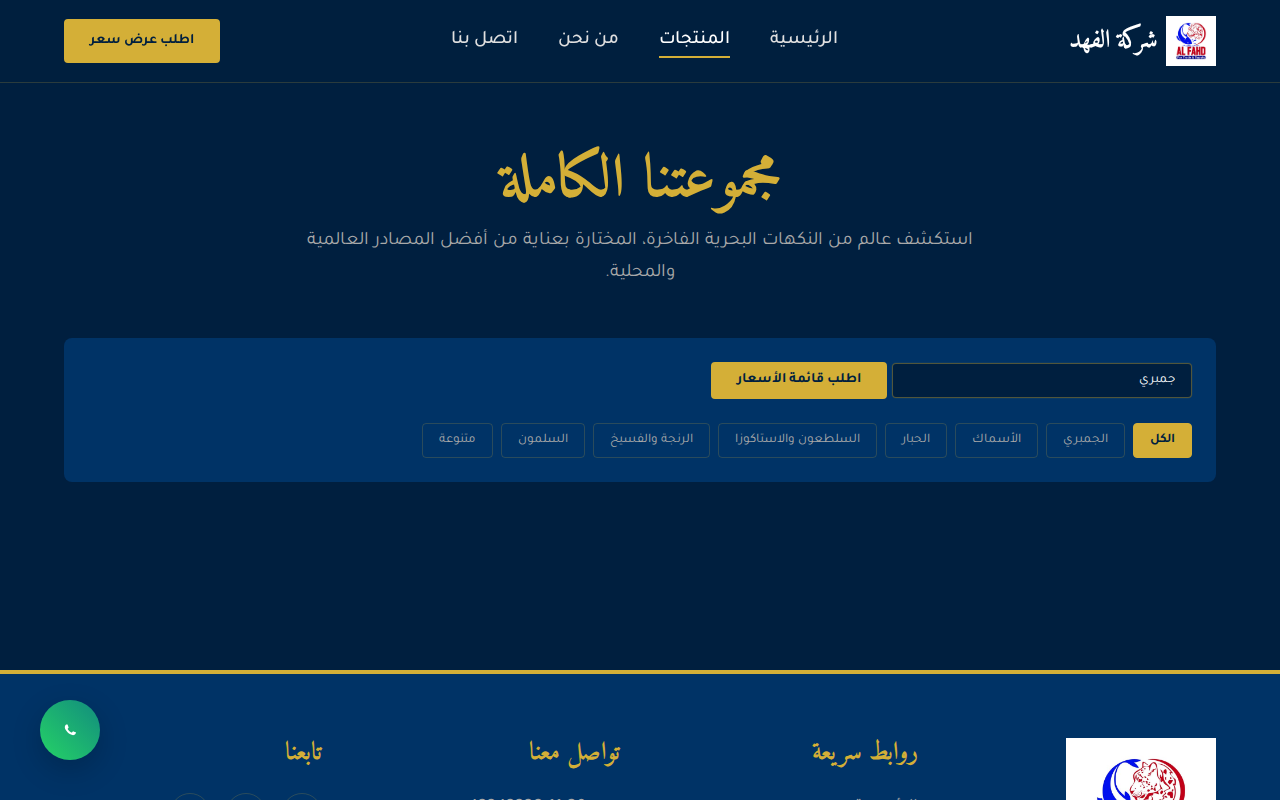 AL FAHD
شركة الفهد
الرئيسية
المنتجات
من نحن
اتصل بنا
اطلب عرض سعر
مجموعتنا الكاملة
استكشف عالم من النكهات البحرية الفاخرة، المختارة بعناية من أفضل المصادر العالمية
والمحلية.
جمبري
اطلب قائمة الأسعار
الكل
الجمبري
الأسماك
الحبار
السلطعون والاستاكوزا
الرنجة والفسيخ
السلمون
متنوعة
روابط سريعة
تواصل معنا
تابعنا